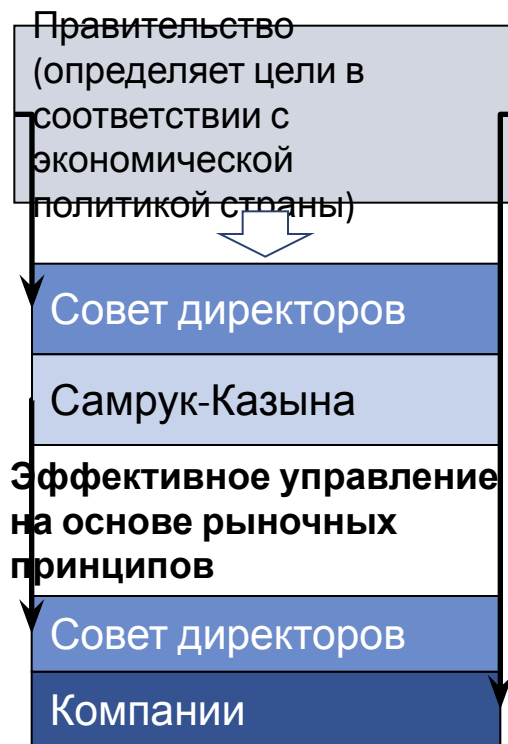 Правительство
(определяет цели в
соответствии с
экономической
политикой страны)
Совет директоров
Самрук-Казына
Эффективное управление
на основе рыночных
принципов
Совет директоров
Компании